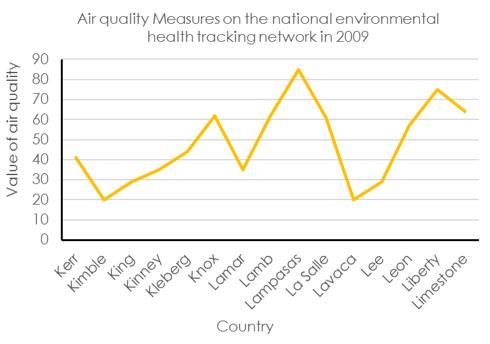 Air quality Measures on the national environmental
health tracking network in 2009
Value of air quality
90
80
70
60
50
40
30
20
10
0
Kerr
Kimble
King
Kinney
Kleberg
Knox
Lamar
Lamb
Lampasas
La Salle
Lavaca
Lee
Leon
Liberty
Limestone
Country